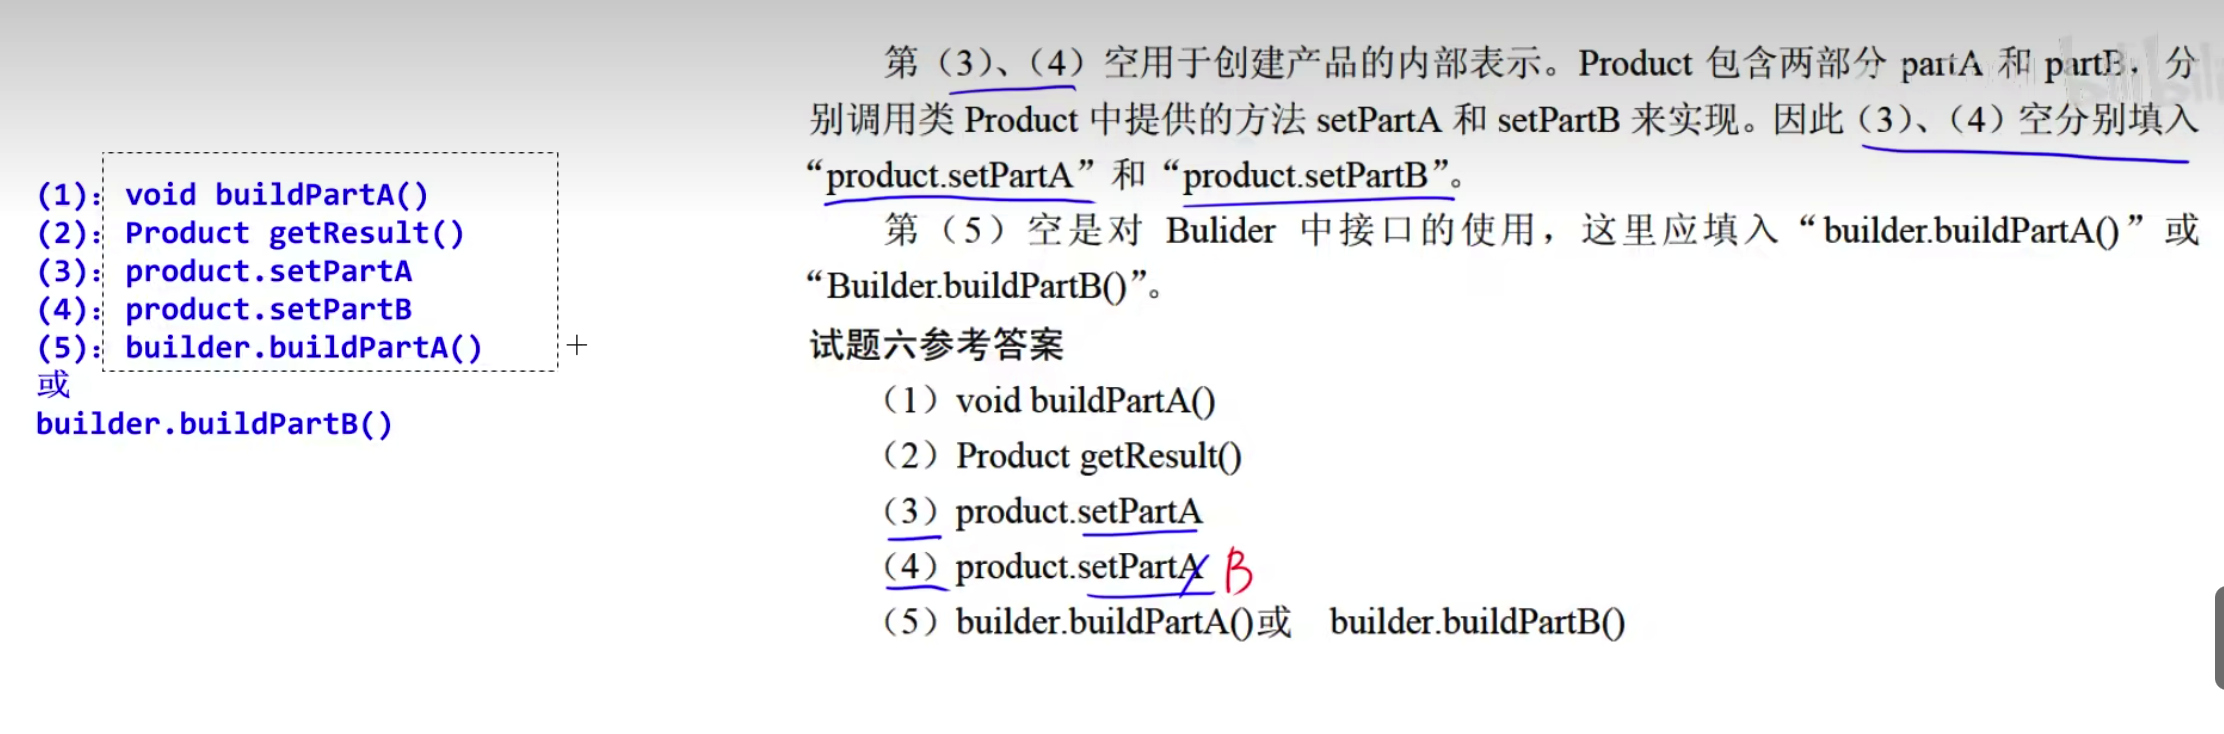 (1): void buildPartA()
(2): Product getResult()
(3): product.setPartA
(4): product.setPartB
(5): builder.buildPartA()
或
builder.buildPartB()
第（3）、（4）空用于创建产品的内部表示。Product 包含两部分 partA 和 partB，分
别调用类 Product 中提供的方法 setPartA 和 setPartB 来实现。因此（3）、（4）空分别填入
“product.setPartA”和“product.setPartB”。
第（5）空是对 Bulider 中接口的使用，这里应填入“builder.buildPartA()”或
“Builder.buildPartB()”。
试题六参考答案
（1）void buildPartA()
（2）Product getResult()
（3）product.setPartA
（4）product.setPartA B
（5）builder.buildPartA()或 builder.buildPartB()